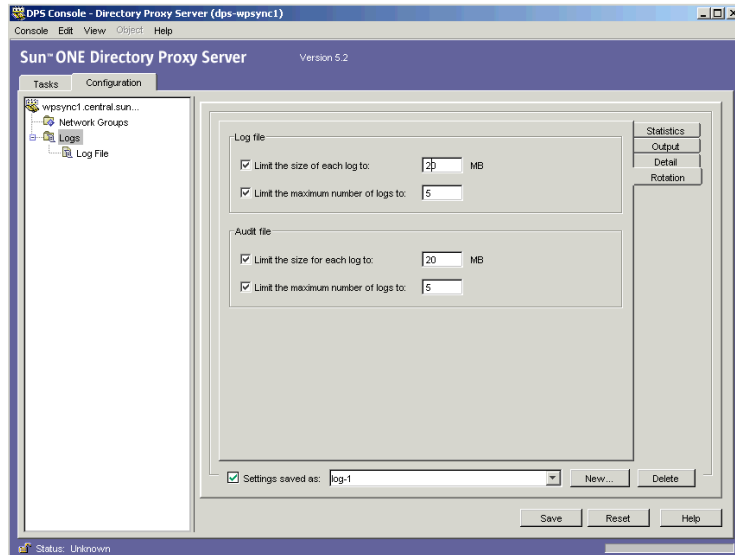 DPS Console - Directory Proxy Server (dps-wpsync1)
Console Edit View Object Help
Sun™ ONE Directory Proxy Server Version 5.2
Tasks Configuration
wpsync1.central.sun...
Network Groups
Logs
Log File
Statistics
Output
Detail
Rotation
Log file
Limit the size of each log to: 20 MB
Limit the maximum number of logs to: 5
Audit file
Limit the size for each log to: 20 MB
Limit the maximum number of logs to: 5
Settings saved as: log-1 New... Delete
Save Reset Help
Status: Unknown